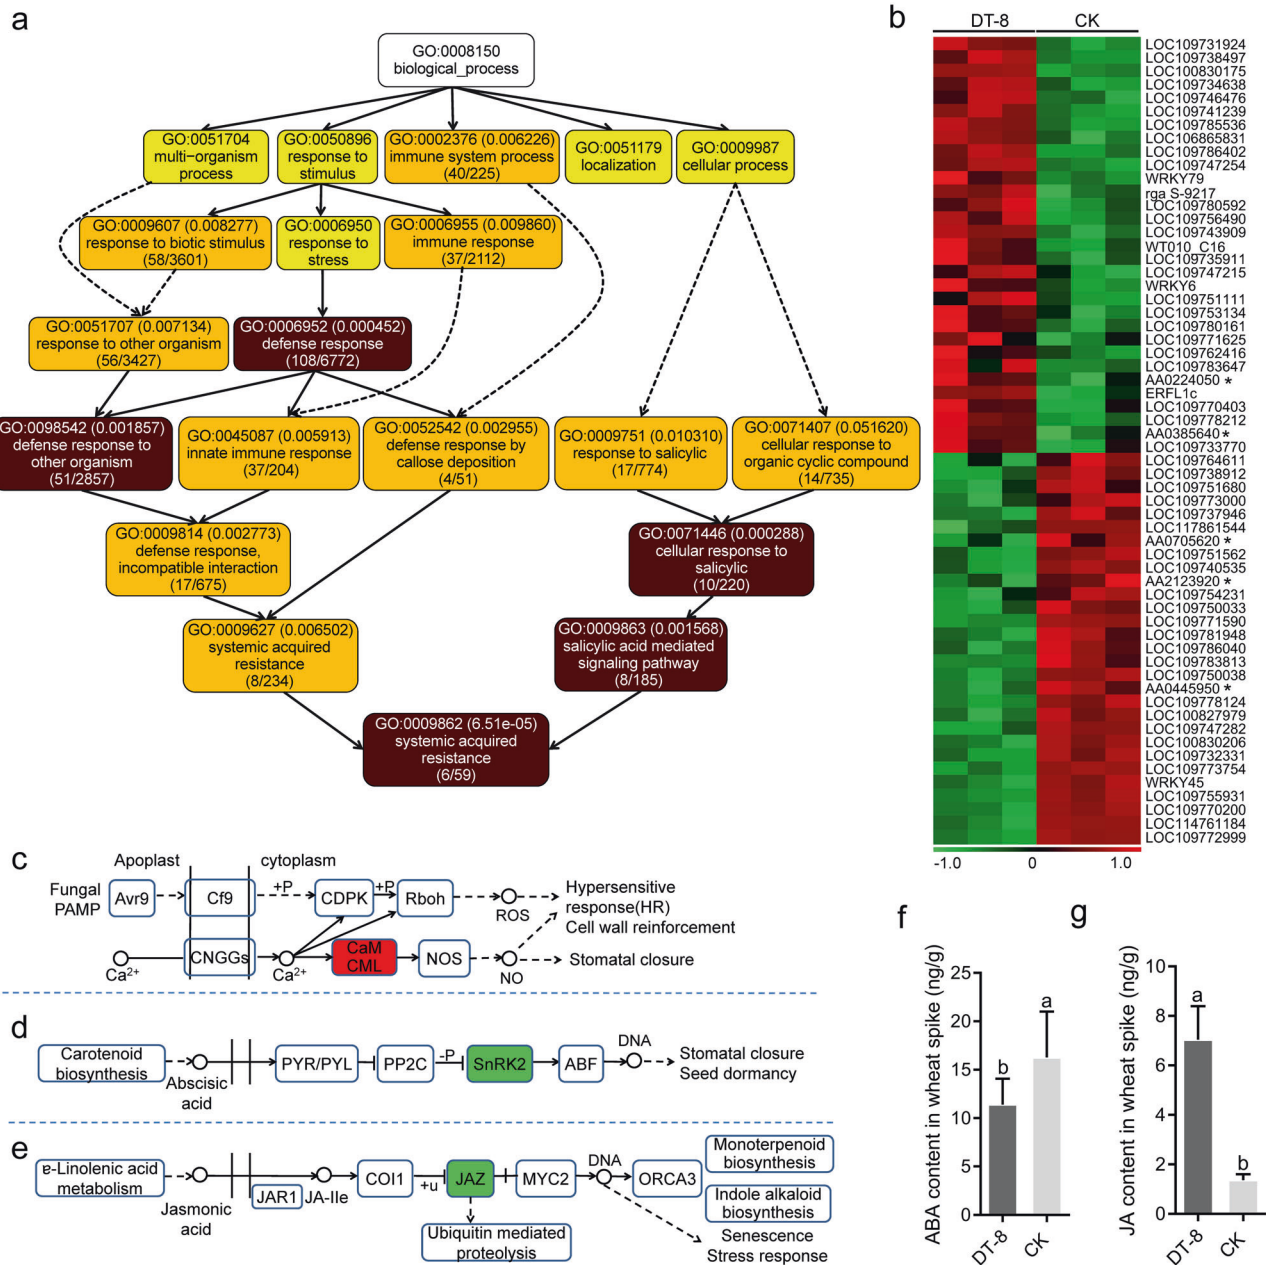 a
GO:0008150
biological_process
GO:0051704
multi−organism
process
GO:0050896
response to
stimulus
GO:0002376 (0.006226)
immune system process
(40/225)
GO:0051179
localization
GO:0009987
cellular process
GO:0009607 (0.008277)
response to biotic stimulus
(58/3601)
GO:0006950
response to
stress
GO:0006955 (0.009860)
immune response
(37/2112)
GO:0051707 (0.007134)
response to other organism
(56/3427)
GO:0006952 (0.000452)
defense response
(108/6772)
GO:0098542 (0.001857)
defense response to
other organism
(51/2857)
GO:0045087 (0.005913)
innate immune response
(37/204)
GO:0052542 (0.002955)
defense response by
callose deposition
(4/51)
GO:0009751 (0.010310)
response to salicylic
(17/774)
GO:0071407 (0.051620)
cellular response to
organic cyclic compound
(14/735)
GO:0009814 (0.002773)
defense response,
incompatible interaction
(17/675)
GO:0071446 (0.000288)
cellular response to
salicylic
(10/220)
GO:0009627 (0.006502)
systemic acquired
resistance
(8/234)
GO:0009863 (0.001568)
salicylic acid mediated
signaling pathway
(8/185)
GO:0009862 (6.51e-05)
systemic acquired
resistance
(6/59)
b
DT-8 CK
LOC109731924
LOC109738497
LOC100830175
LOC109734638
LOC109746476
LOC109741239
LOC109785536
LOC106865831
LOC109786402
LOC109747254
WRKY79
rga S-9217
LOC109780592
LOC109756490
LOC109743909
WT010_C16
LOC109735911
LOC109747215
WRKY6
LOC109751111
LOC109753134
LOC109780161
LOC109771625
LOC109762416
LOC109783647
AA0224050 *
ERFL1c
LOC109770403
LOC109778212
AA0385640 *
LOC109733770
LOC109764611
LOC109738912
LOC109751680
LOC109773000
LOC109737946
LOC117861544
AA0705620 *
LOC109751562
LOC109740535
AA2123920 *
LOC109754231
LOC109750033
LOC109771590
LOC109781948
LOC109786040
LOC109783813
LOC109750038
AA0445950 *
LOC109778124
LOC100827979
LOC109747282
LOC100830206
LOC109732331
LOC109773754
WRKY45
LOC109755931
LOC109770200
LOC114761184
LOC109772999
-1.0 0 1.0
c
Apoplast cytoplasm
Fungal
PAMP
Avr9
Cf9
+P
CDPK
+P
Rboh
ROS
Hypersensitive
response(HR)
Cell wall reinforcement
Ca2+
CNGGs
Ca2+
CaM
CML
NOS
NO
Stomatal closure
d
Carotenoid
biosynthesis
Abscisic
acid
PYR/PYL
PP2C
-P
SnRK2
ABF
DNA
Stomatal closure
Seed dormancy
e
ɐ-Linolenic acid
metabolism
Jasmonic
acid
JAR1
JA-IIe
COI1
+u
JAZ
MYC2
DNA
ORCA3
Monoterpenoid
biosynthesis
Indole alkaloid
biosynthesis
Ubiquitin mediated
proteolysis
Senescence
Stress response
f
ABA content in wheat spike (ng/g)
25
20
15
10
5
0
b
a
DT-8
CK
g
JA content in wheat spike (ng/g)
10
8
6
4
2
0
a
b
DT-8
CK